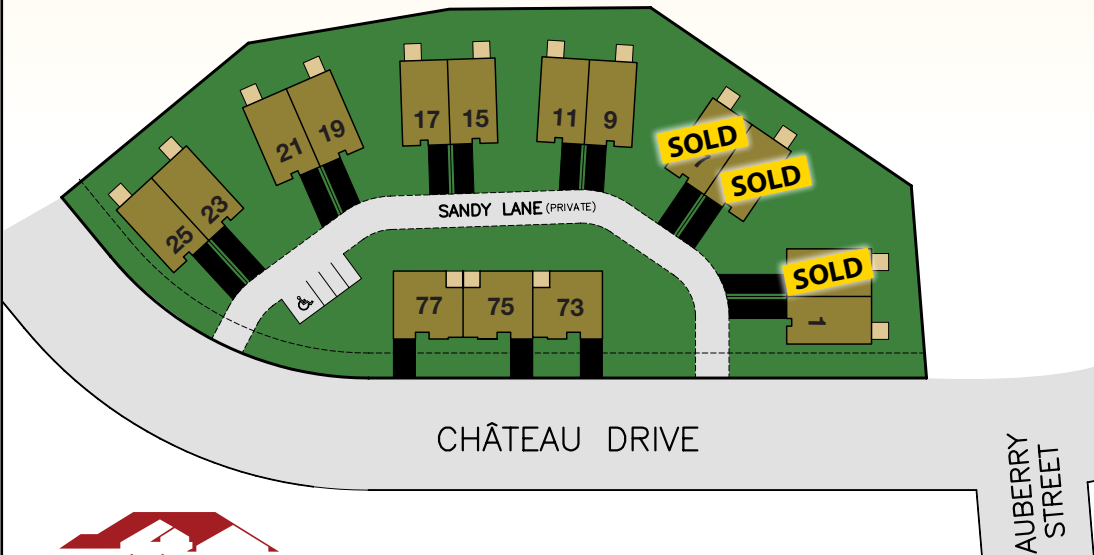 17 15
11 9
21 19
SOLD
SOLD
25 23
SANDY LANE (PRIVATE)
SOLD
77 75 73
1
CHÂTEAU DRIVE
AUBERRY
STREET